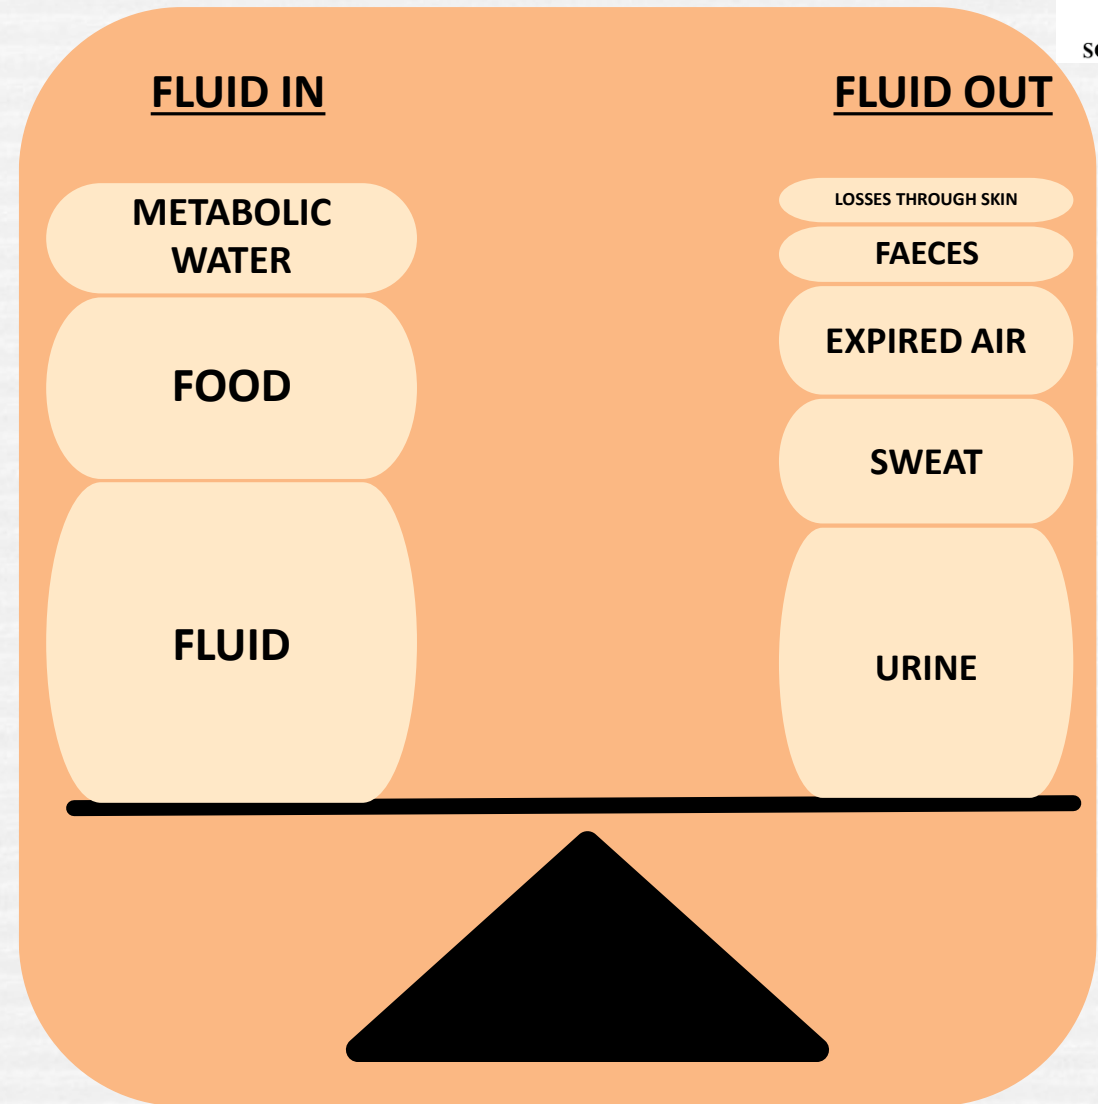 FLUID IN
METABOLIC
WATER
FOOD
FLUID
FLUID OUT
LOSSES THROUGH SKIN
FAECES
EXPIRED AIR
SWEAT
URINE